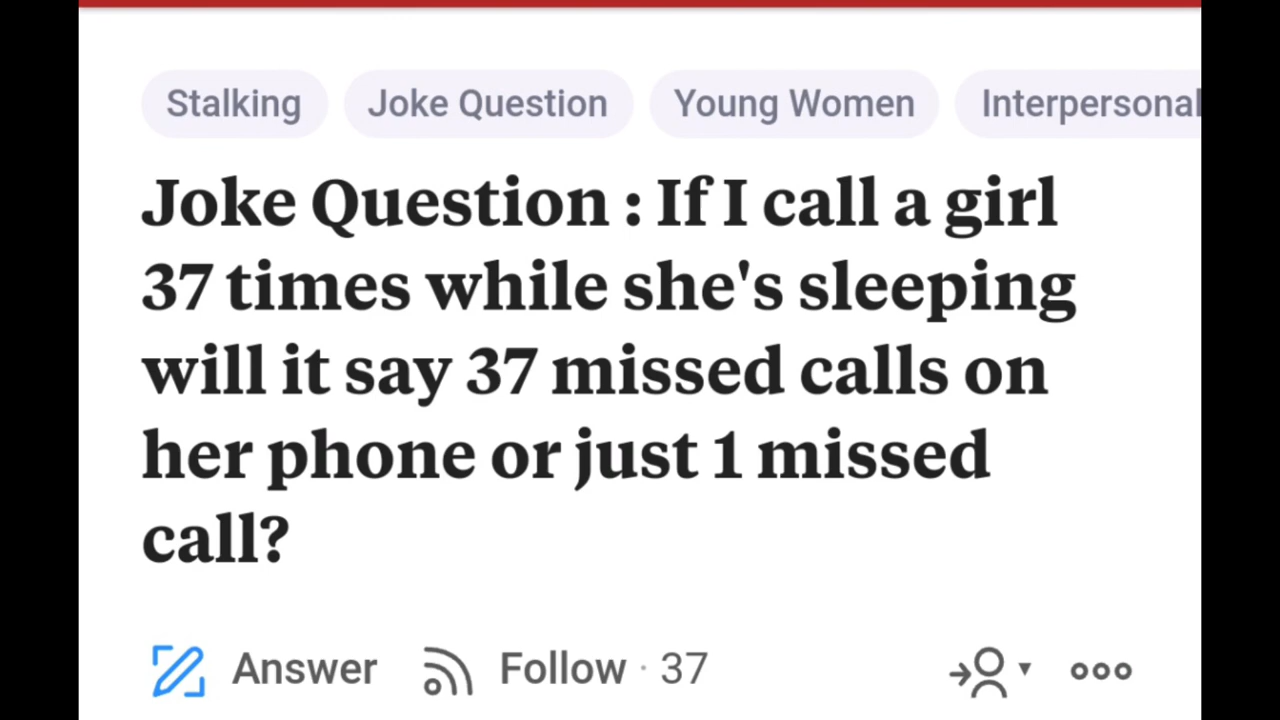 Stalking Joke Question Young Women Interpersonal
Joke Question : If I call a girl
37 times while she's sleeping
will it say 37 missed calls on
her phone or just 1 missed
call?
Answer Follow · 37